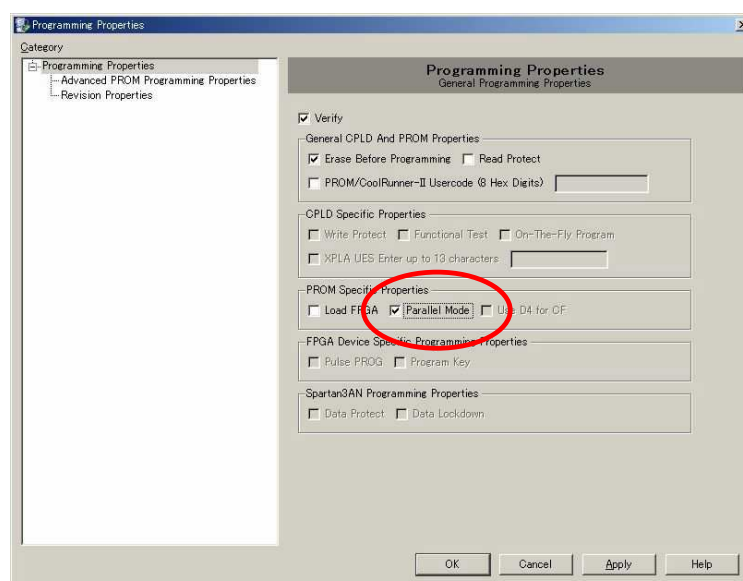 Programming Properties
Category
Programming Properties
Advanced PROM Programming Properties
Revision Properties
Programming Properties
General Programming Properties
Verify
General CPLD And PROM Properties
Erase Before Programming Read Protect
PROM/CoolRunner-II Usercode (8 Hex Digits)
CPLD Specific Properties
Write Protect Functional Test On-The-Fly Program
XPLA UES Enter up to 13 characters
PROM Specific Properties
Load FPGA Parallel Mode Use D4 for CF
FPGA Device Specific Programming Properties
Pulse PROG Program Key
Spartan3AN Programming Properties
Data Protect Data Lockdown
OK Cancel Apply Help